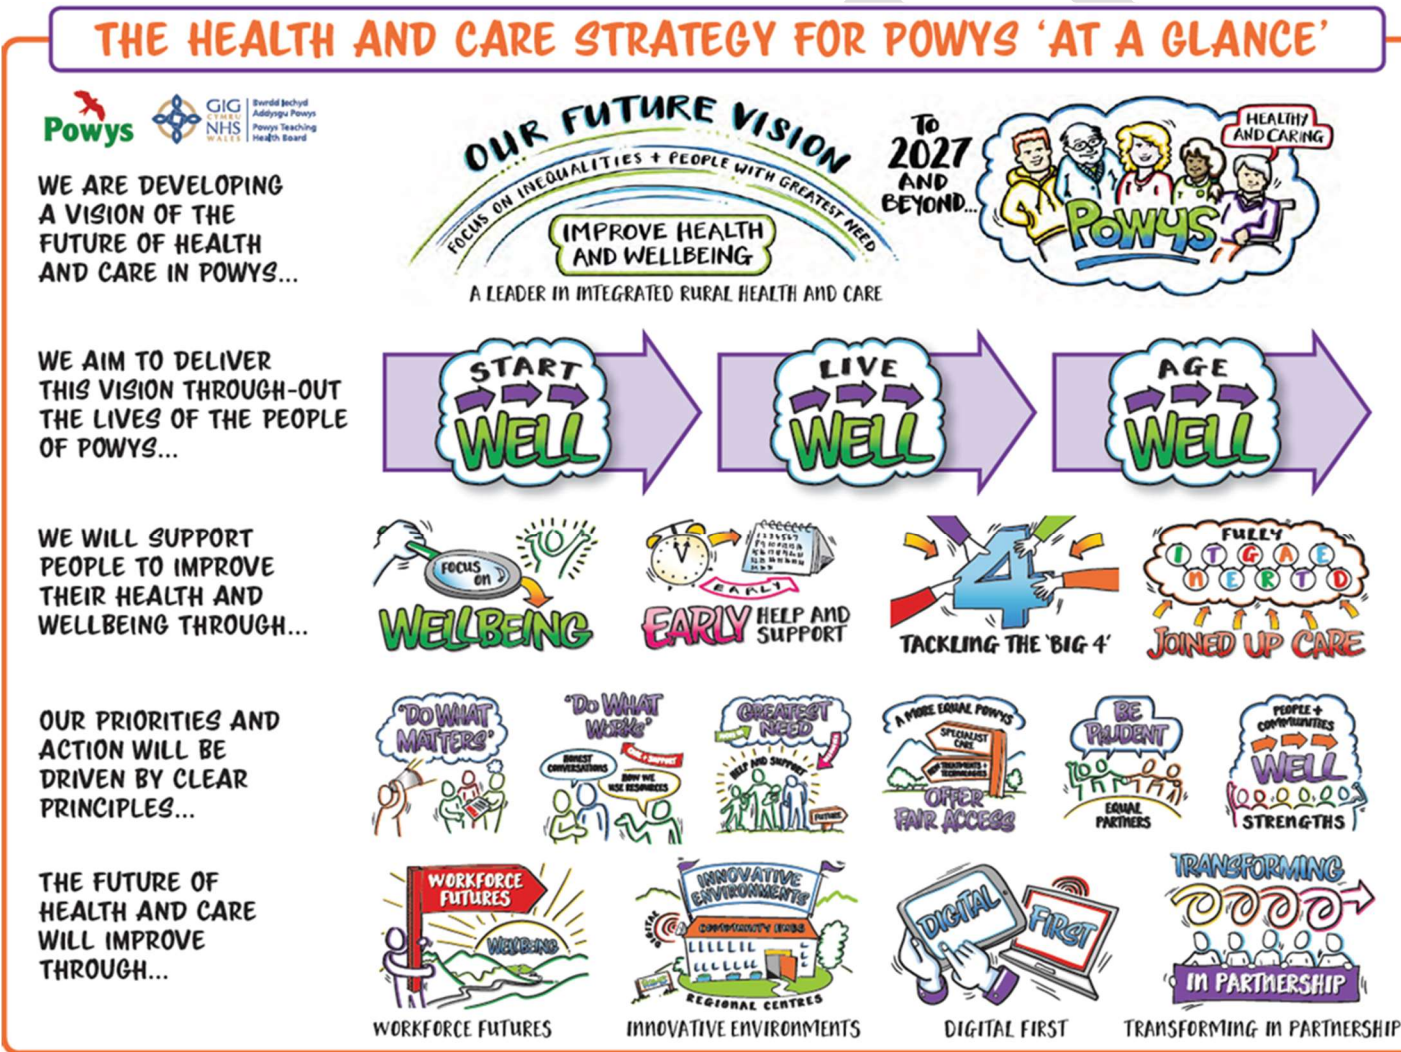 THE HEALTH AND CARE STRATEGY FOR POWYS ‘AT A GLANCE’
Powys
GIG
CYMRU
NHS
WALES
Bwrdd Iechyd
Addysgu Powys
Powys Teaching
Health Board
WE ARE DEVELOPING
A VISION OF THE
FUTURE OF HEALTH
AND CARE IN POWYS...
OUR FUTURE VISION
FOCUS ON INEQUALITIES + PEOPLE WITH GREATEST NEED
IMPROVE HEALTH
AND WELLBEING
A LEADER IN INTEGRATED RURAL HEALTH AND CARE
TO
2027
AND
BEYOND...
HEALTHY
AND CARING
POWYS
WE AIM TO DELIVER
THIS VISION THROUGH-OUT
THE LIVES OF THE PEOPLE
OF POWYS...
START
WELL
LIVE
WELL
AGE
WELL
WE WILL SUPPORT
PEOPLE TO IMPROVE
THEIR HEALTH AND
WELLBEING THROUGH...
FOCUS
ON
WELLBEING
EARLY
EARLY HELP AND
SUPPORT
4
TACKLING THE ‘BIG 4’
FULLY
I T G A E
N E R T D
JOINED UP CARE
OUR PRIORITIES AND
ACTION WILL BE
DRIVEN BY CLEAR
PRINCIPLES...
‘DO WHAT
MATTERS’
‘DO WHAT
WORKS’
HONEST
CONVERSATIONS
CARE + SUPPORT
HOW WE
USE RESOURCES
GREATEST
NEED
HELP AND SUPPORT
FUTURE
A MORE EQUAL POWYS
SPECIALIST
CARE
NEW TREATMENTS +
TECHNOLOGIES
OFFER
FAIR ACCESS
BE
PRUDENT
EQUAL
PARTNERS
PEOPLE +
COMMUNITIES
WELL
STRENGTHS
THE FUTURE OF
HEALTH AND CARE
WILL IMPROVE
THROUGH...
WORKFORCE
FUTURES
WELLBEING
WORKFORCE FUTURES
INNOVATIVE
ENVIRONMENTS
DIGITAL
COMMUNITY HUBS
REGIONAL CENTRES
INNOVATIVE ENVIRONMENTS
DIGITAL
FIRST
DIGITAL FIRST
TRANSFORMING
IN PARTNERSHIP
TRANSFORMING IN PARTNERSHIP